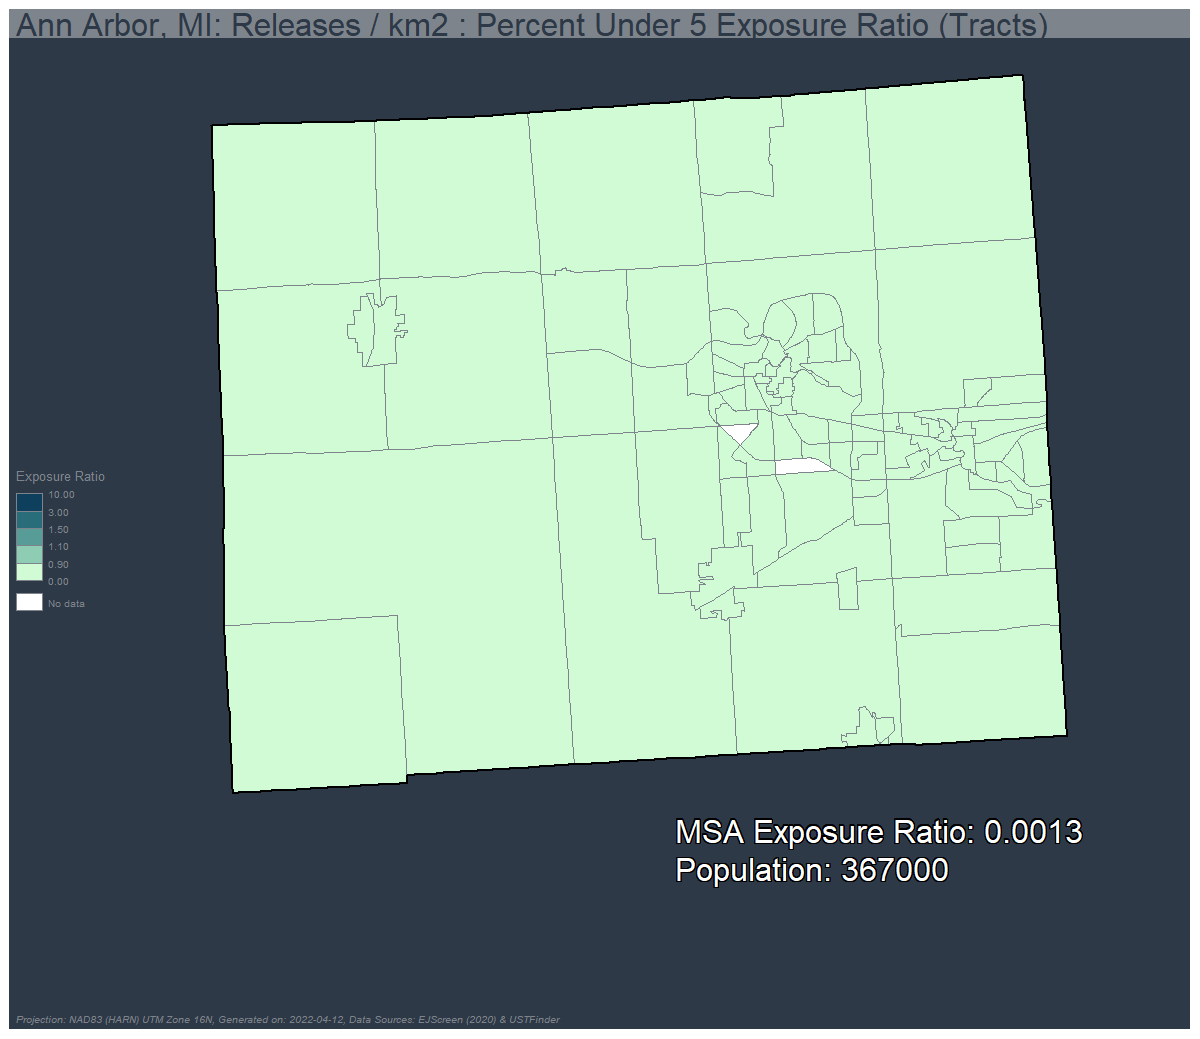 Ann Arbor, MI: Releases / km2 : Percent Under 5 Exposure Ratio (Tracts)
Exposure Ratio
10.00
3.00
1.50
1.10
0.90
0.00
No data
MSA Exposure Ratio: 0.0013
Population: 367000
Projection: NAD83 (HARN) UTM Zone 16N, Generated on: 2022-04-12, Data Sources: EJScreen (2020) & USTFinder